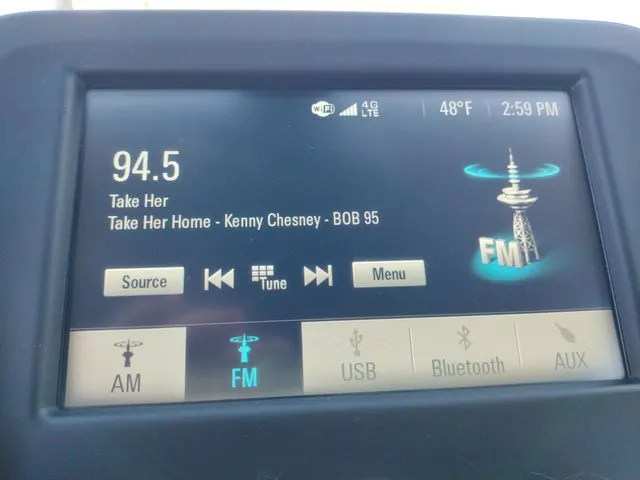 WiFi 4G LTE 48°F 2:59 PM
94.5
Take Her
Take Her Home - Kenny Chesney - BOB 95
FM
Source Tune Menu
AM FM USB Bluetooth AUX